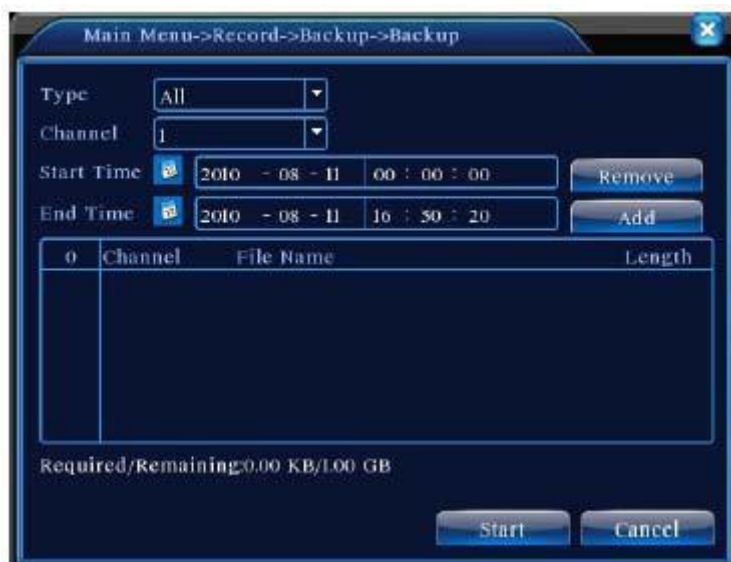 Main Menu->Record->Backup->Backup
Type All
Channel 1
Start Time 2010 - 08 - 11 00 : 00 : 00 Remove
End Time 2010 - 08 - 11 16 : 50 : 20 Add
0 Channel File Name Length
Required/Remaining:0.00 KB/1.00 GB
Start Cancel